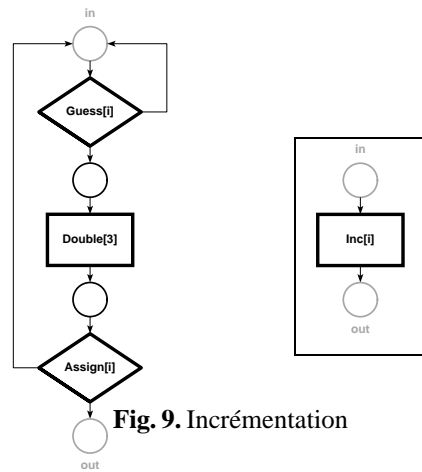 in
Guess[i]
Double[3]
Assign[i]
out
in
Inc[i]
out
Fig. 9. Incrémentation